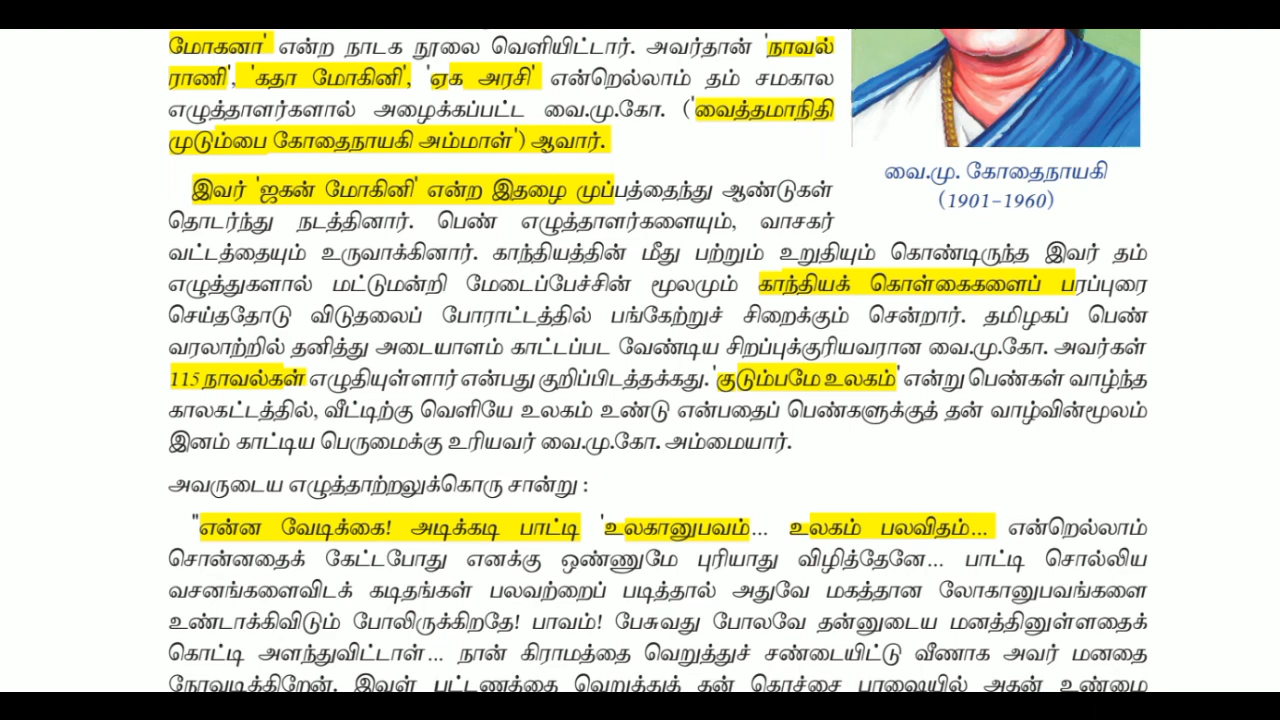 மோகனா' என்ற நாடக நூலை வெளியிட்டார். அவர்தான் 'நாவல்
ராணி', 'கதா மோகினி', 'ஏக அரசி' என்றெல்லாம் தம் சமகால
எழுத்தாளர்களால் அழைக்கப்பட்ட வை.மு.கோ. ('வைத்தமாநிதி
முடும்பை கோதைநாயகி அம்மாள்') ஆவார்.
வை.மு. கோதைநாயகி
(1901-1960)
இவர் 'ஜகன் மோகினி' என்ற இதழை முப்பத்தைந்து ஆண்டுகள்
தொடர்ந்து நடத்தினார். பெண் எழுத்தாளர்களையும், வாசகர்
வட்டத்தையும் உருவாக்கினார். காந்தியத்தின் மீது பற்றும் உறுதியும் கொண்டிருந்த இவர் தம்
எழுத்துகளால் மட்டுமன்றி மேடைப்பேச்சின் மூலமும் காந்தியக் கொள்கைகளைப் பரப்புரை
செய்ததோடு விடுதலைப் போராட்டத்தில் பங்கேற்றுச் சிறைக்கும் சென்றார். தமிழகப் பெண்
வரலாற்றில் தனித்து அடையாளம் காட்டப்பட வேண்டிய சிறப்புக்குரியவரான வை.மு.கோ. அவர்கள்
115 நாவல்கள் எழுதியுள்ளார் என்பது குறிப்பிடத்தக்கது. 'குடும்பமே உலகம்' என்று பெண்கள் வாழ்ந்த
காலகட்டத்தில், வீட்டிற்கு வெளியே உலகம் உண்டு என்பதைப் பெண்களுக்குத் தன் வாழ்வின்மூலம்
இனம் காட்டிய பெருமைக்கு உரியவர் வை.மு.கோ. அம்மையார்.
அவருடைய எழுத்தாற்றலுக்கொரு சான்று :
"என்ன வேடிக்கை! அடிக்கடி பாட்டி 'உலகானுபவம்... உலகம் பலவிதம்... என்றெல்லாம்
சொன்னதைக் கேட்டபோது எனக்கு ஒண்ணுமே புரியாது விழித்தேனே... பாட்டி சொல்லிய
வசனங்களைவிடக் கடிதங்கள் பலவற்றைப் படித்தால் அதுவே மகத்தான லோகானுபவங்களை
உண்டாக்கிவிடும் போலிருக்கிறதே! பாவம்! பேசுவது போலவே தன்னுடைய மனத்தினுள்ளதைக்
கொட்டி அளந்துவிட்டாள்... நான் கிராமத்தை வெறுத்துச் சண்டையிட்டு வீணாக அவர் மனதை
நோவடிக்கிறேன். இவள் பட்டணத்தை வெறுத்துத் தன் கொச்சை பாஷையில் அதன் உண்மை